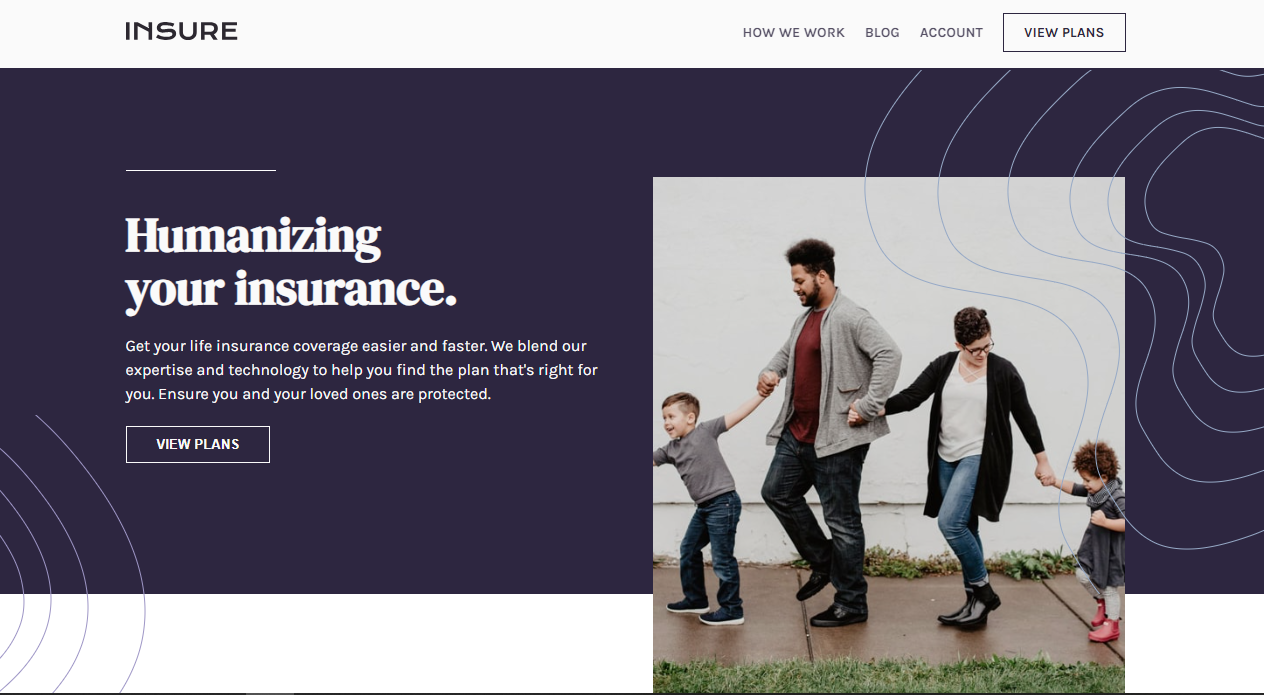 INSURE
HOW WE WORK
BLOG
ACCOUNT
VIEW PLANS
Humanizing
your insurance.
Get your life insurance coverage easier and faster. We blend our
expertise and technology to help you find the plan that's right for
you. Ensure you and your loved ones are protected.
VIEW PLANS